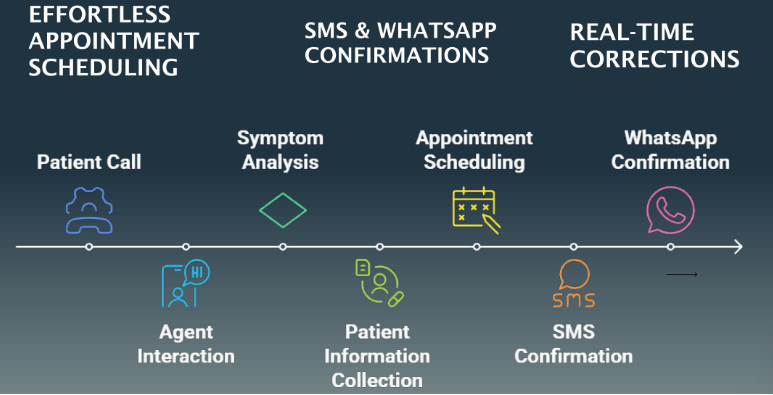 EFFORTLESS
APPOINTMENT
SCHEDULING
SMS & WHATSAPP
CONFIRMATIONS
REAL-TIME
CORRECTIONS
Patient Call
Symptom
Analysis
Appointment
Scheduling
WhatsApp
Confirmation
HI
SMS
Agent
Interaction
Patient
Information
Collection
SMS
Confirmation